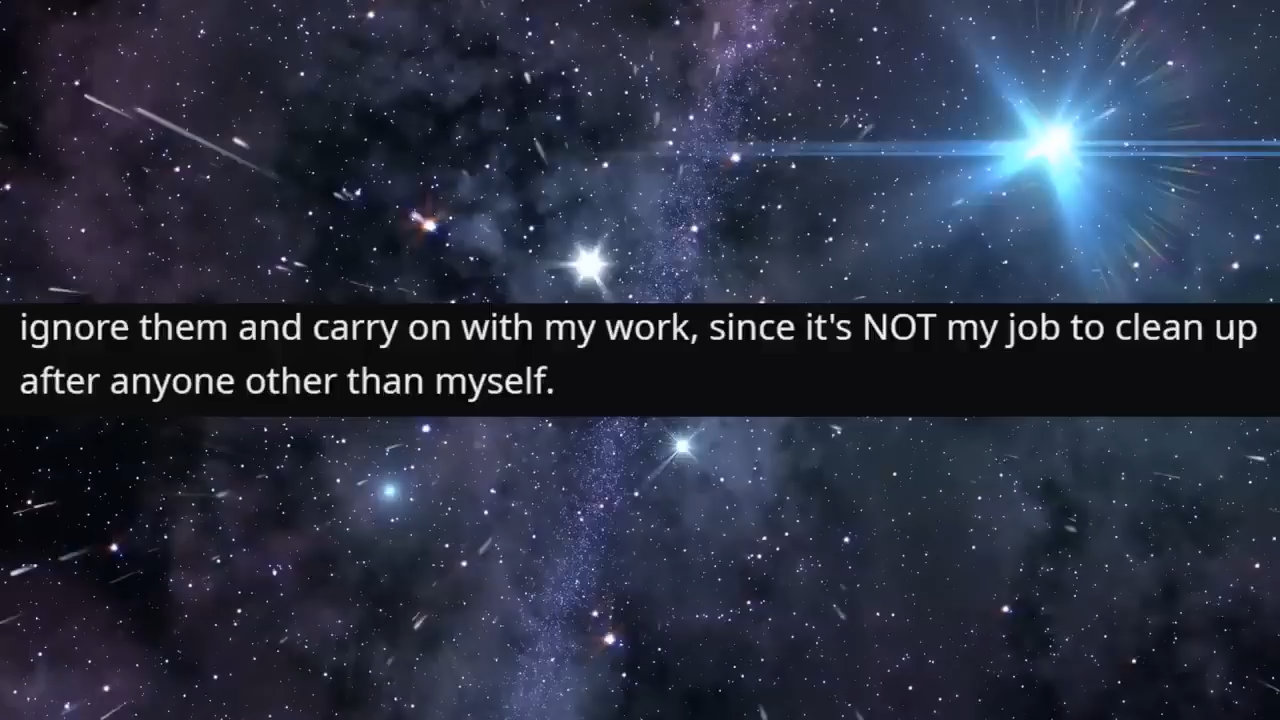 ignore them and carry on with my work, since it's NOT my job to clean up
after anyone other than myself.